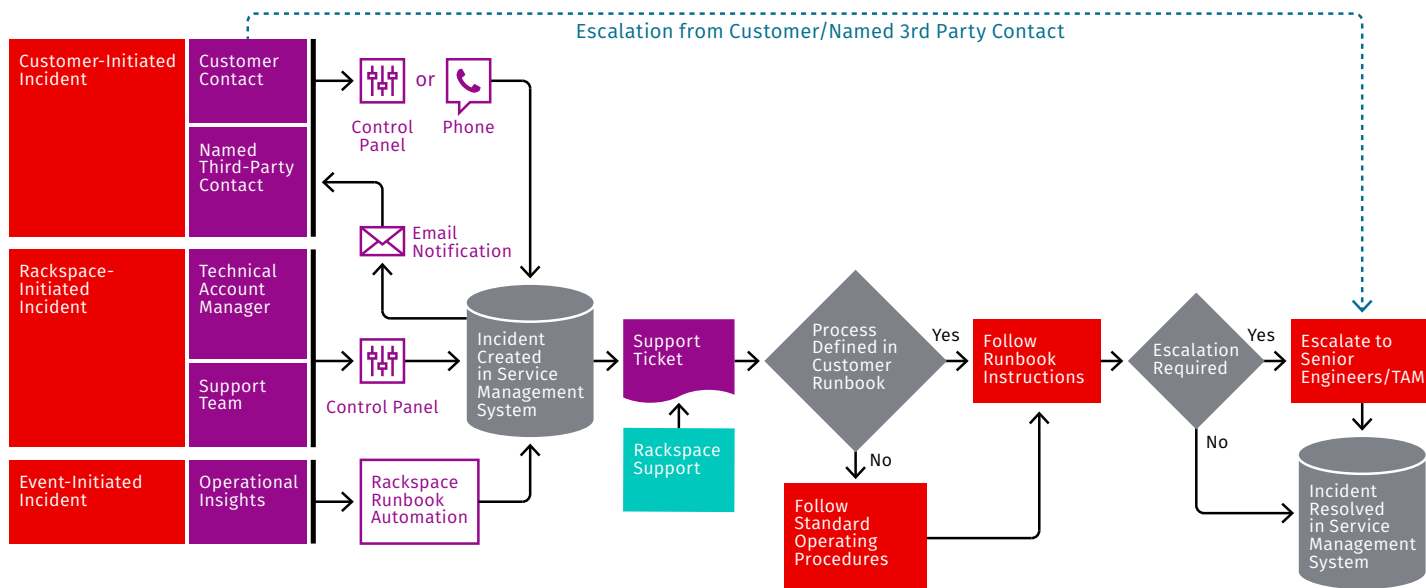 Escalation from Customer/Named 3rd Party Contact
Customer-Initiated
Incident
Customer
Contact
or
Control
Panel
Phone
Named
Third-Party
Contact
Email
Notification
Rackspace-
Initiated
Incident
Technical
Account
Manager
Support
Team
Control Panel
Event-Initiated
Incident
Operational
Insights
Rackspace
Runbook
Automation
Incident
Created
in Service
Management
System
Support
Ticket
Rackspace
Support
Process
Defined in
Customer
Runbook
Yes
No
Follow
Standard
Operating
Procedures
Follow
Runbook
Instructions
Escalation
Required
Yes
No
Escalate to
Senior
Engineers/TAM
Incident
Resolved
in Service
Management
System